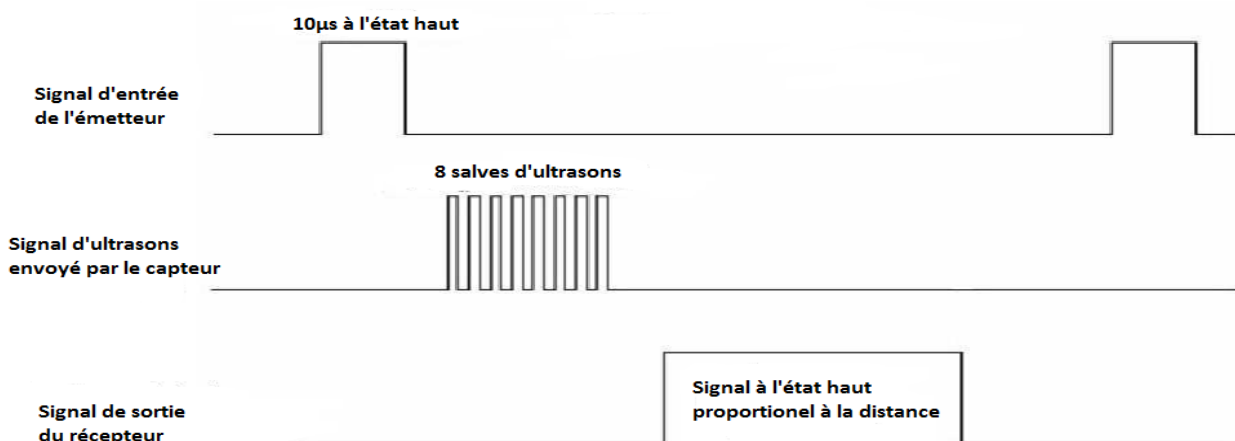 10µs à l'état haut
Signal d'entrée
de l'émetteur
8 salves d'ultrasons
Signal d'ultrasons
envoyé par le capteur
Signal à l'état haut
proportionel à la distance
Signal de sortie
du récepteur